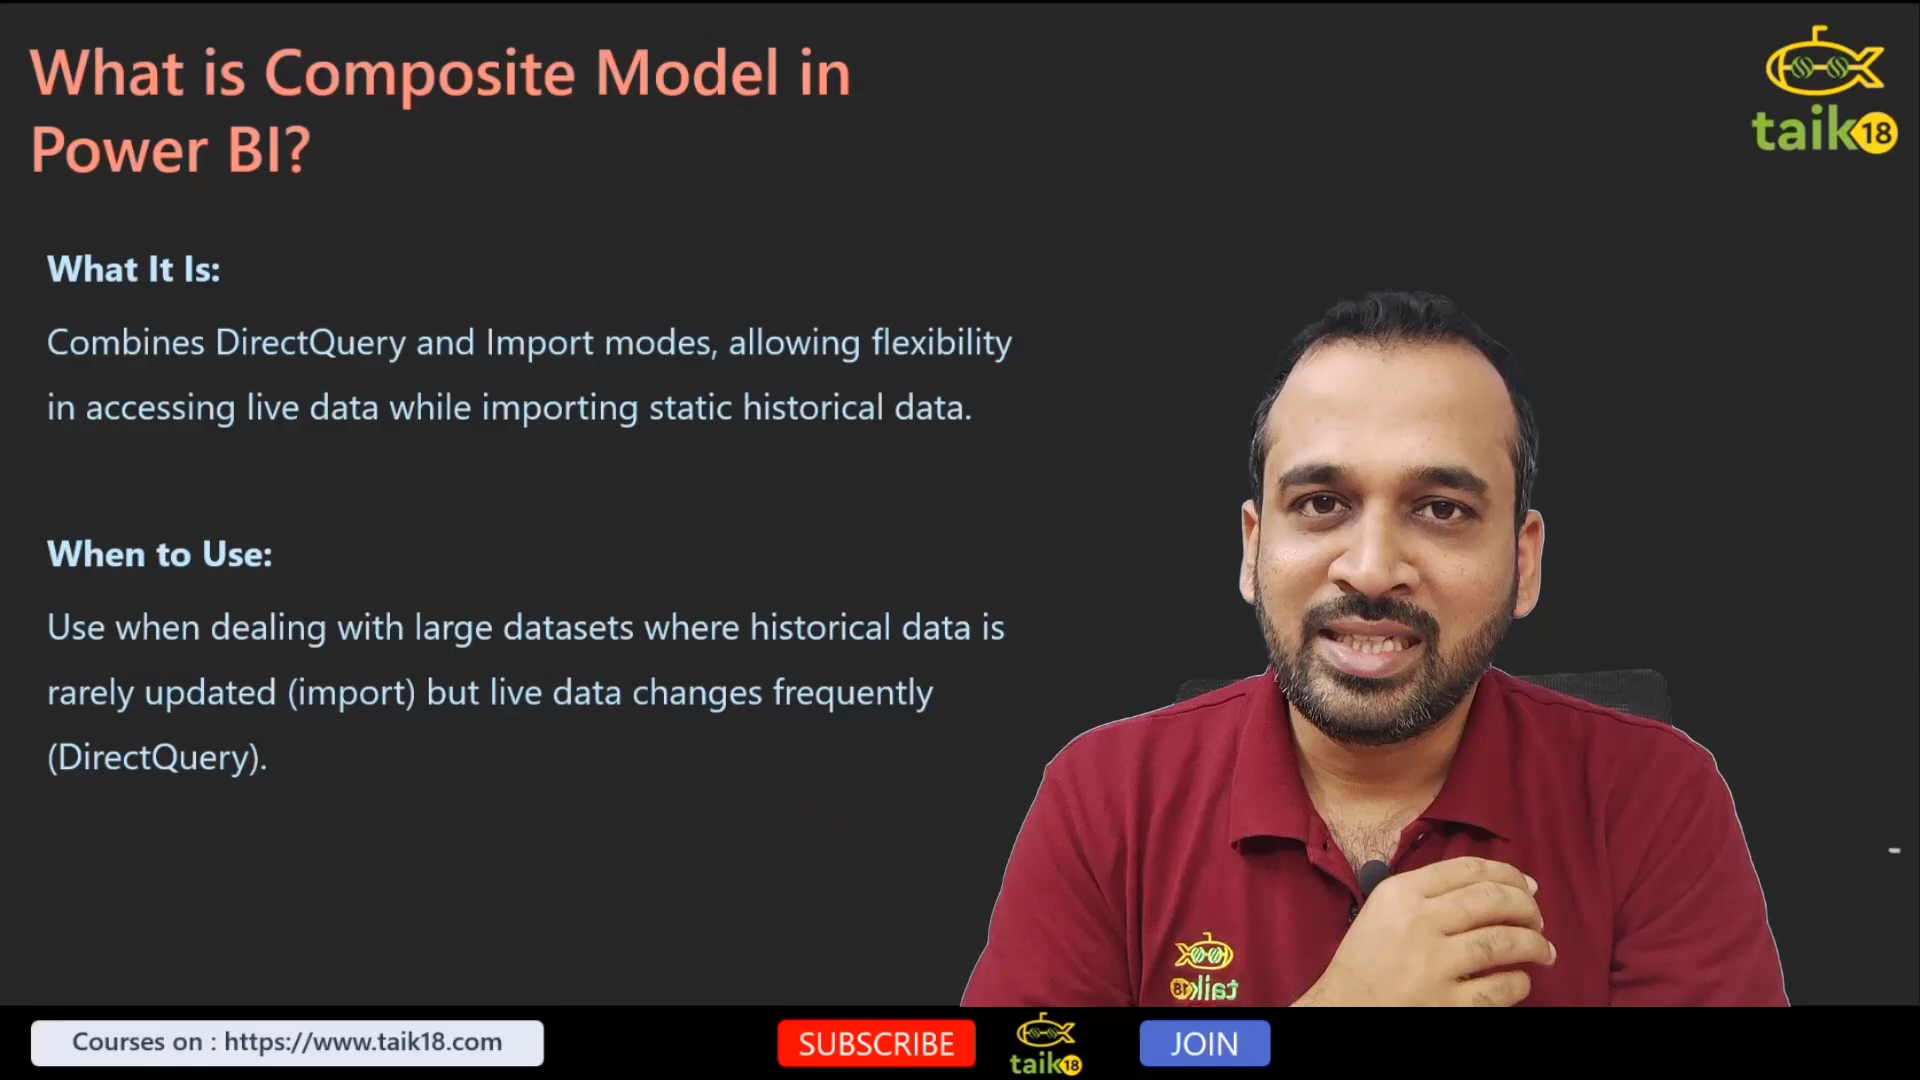 What is Composite Model in
Power BI?
taik18
What It Is:
Combines DirectQuery and Import modes, allowing flexibility
in accessing live data while importing static historical data.
When to Use:
Use when dealing with large datasets where historical data is
rarely updated (import) but live data changes frequently
(DirectQuery).
taik18
Courses on : https://www.taik18.com
SUBSCRIBE
taik18
JOIN